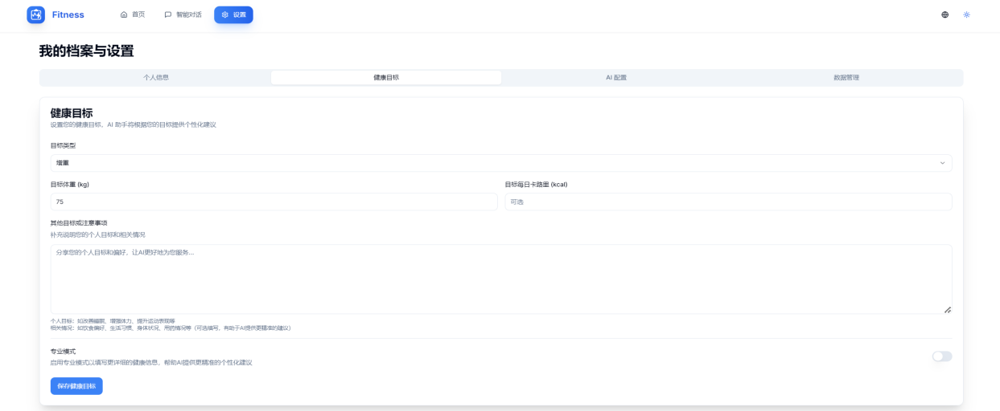 Fitness
首页
智能对话
设置
我的档案与设置
个人信息
健康目标
AI 配置
数据管理
健康目标
设置您的健康目标，AI 助手将根据您的目标提供个性化建议
目标类型
增重
目标体重 (kg)
目标每日卡路里 (kcal)
75
可选
其他目标或注意事项
补充说明您的个人目标和相关情况
分享您的个人目标和偏好，让AI更好地为您服务...
个人目标：如改善睡眠、增强体力、提升运动表现等
相关情况：如饮食偏好、生活习惯、身体状况、用药情况等（可选填写，有助于AI提供更精准的建议）
专业模式
启用专业模式以填写更详细的健康信息，帮助AI提供更精准的个性化建议
保存健康目标